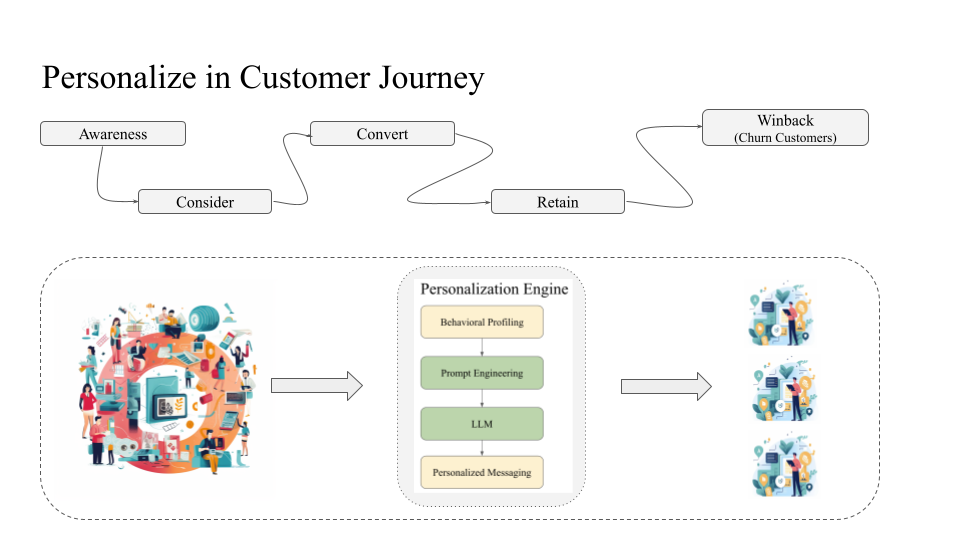 Personalize in Customer Journey
Awareness
Convert
Winback
(Churn Customers)
Consider
Retain
Personalization Engine
Behavioral Profiling
Prompt Engineering
LLM
Personalized Messaging